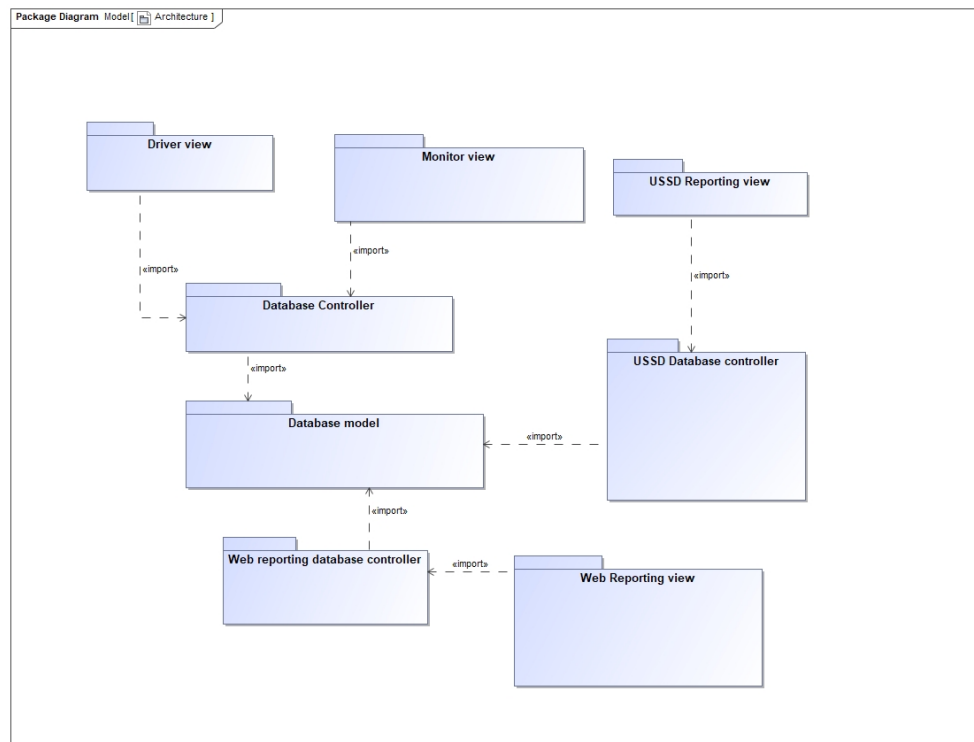 Package Diagram Model[ Architecture ]
Driver view
Monitor view
USSD Reporting view
«import»
«import»
«import»
Database Controller
USSD Database controller
«import»
Database model
«import»
«import»
Web reporting database controller
«import»
Web Reporting view